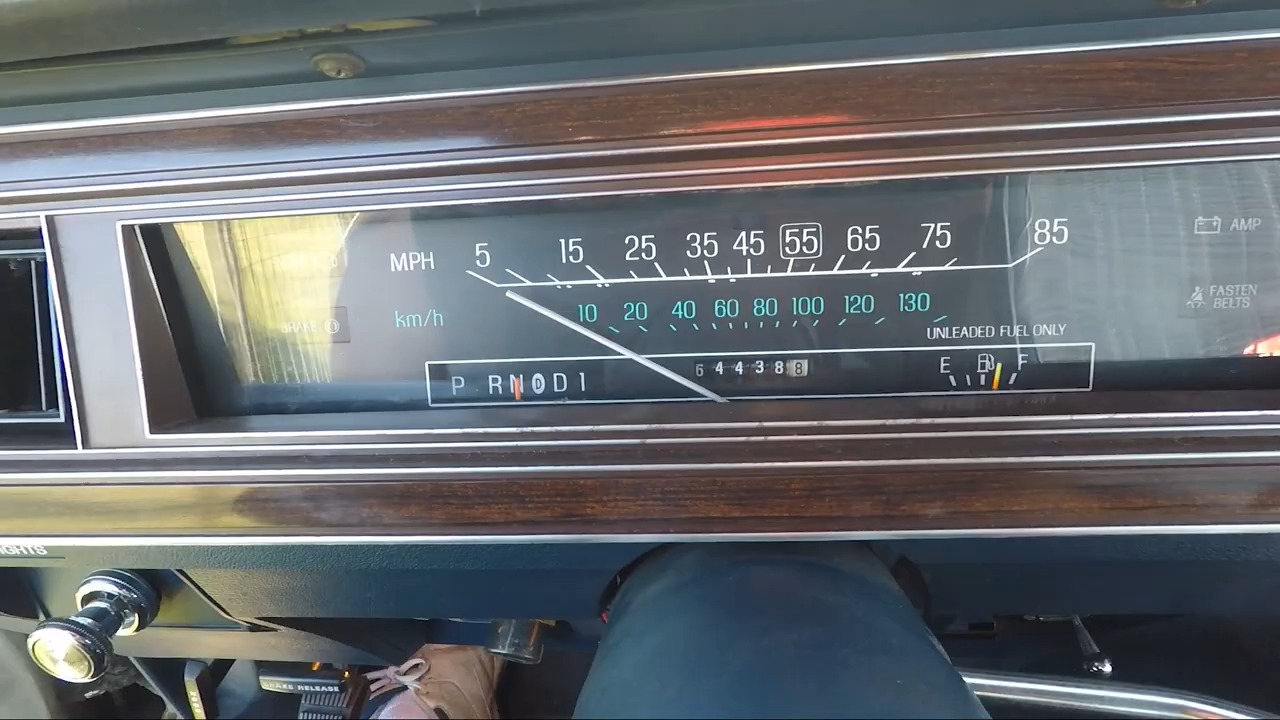 MPH 5 15 25 35 45 55 65 75 85
AMP
km/h 10 20 40 60 80 100 120 130
FASTEN
BELTS
BRAKE
UNLEADED FUEL ONLY
P R N D D 1
6 4 4 3 8 8
E F
IGHTS
BRAKE RELEASE